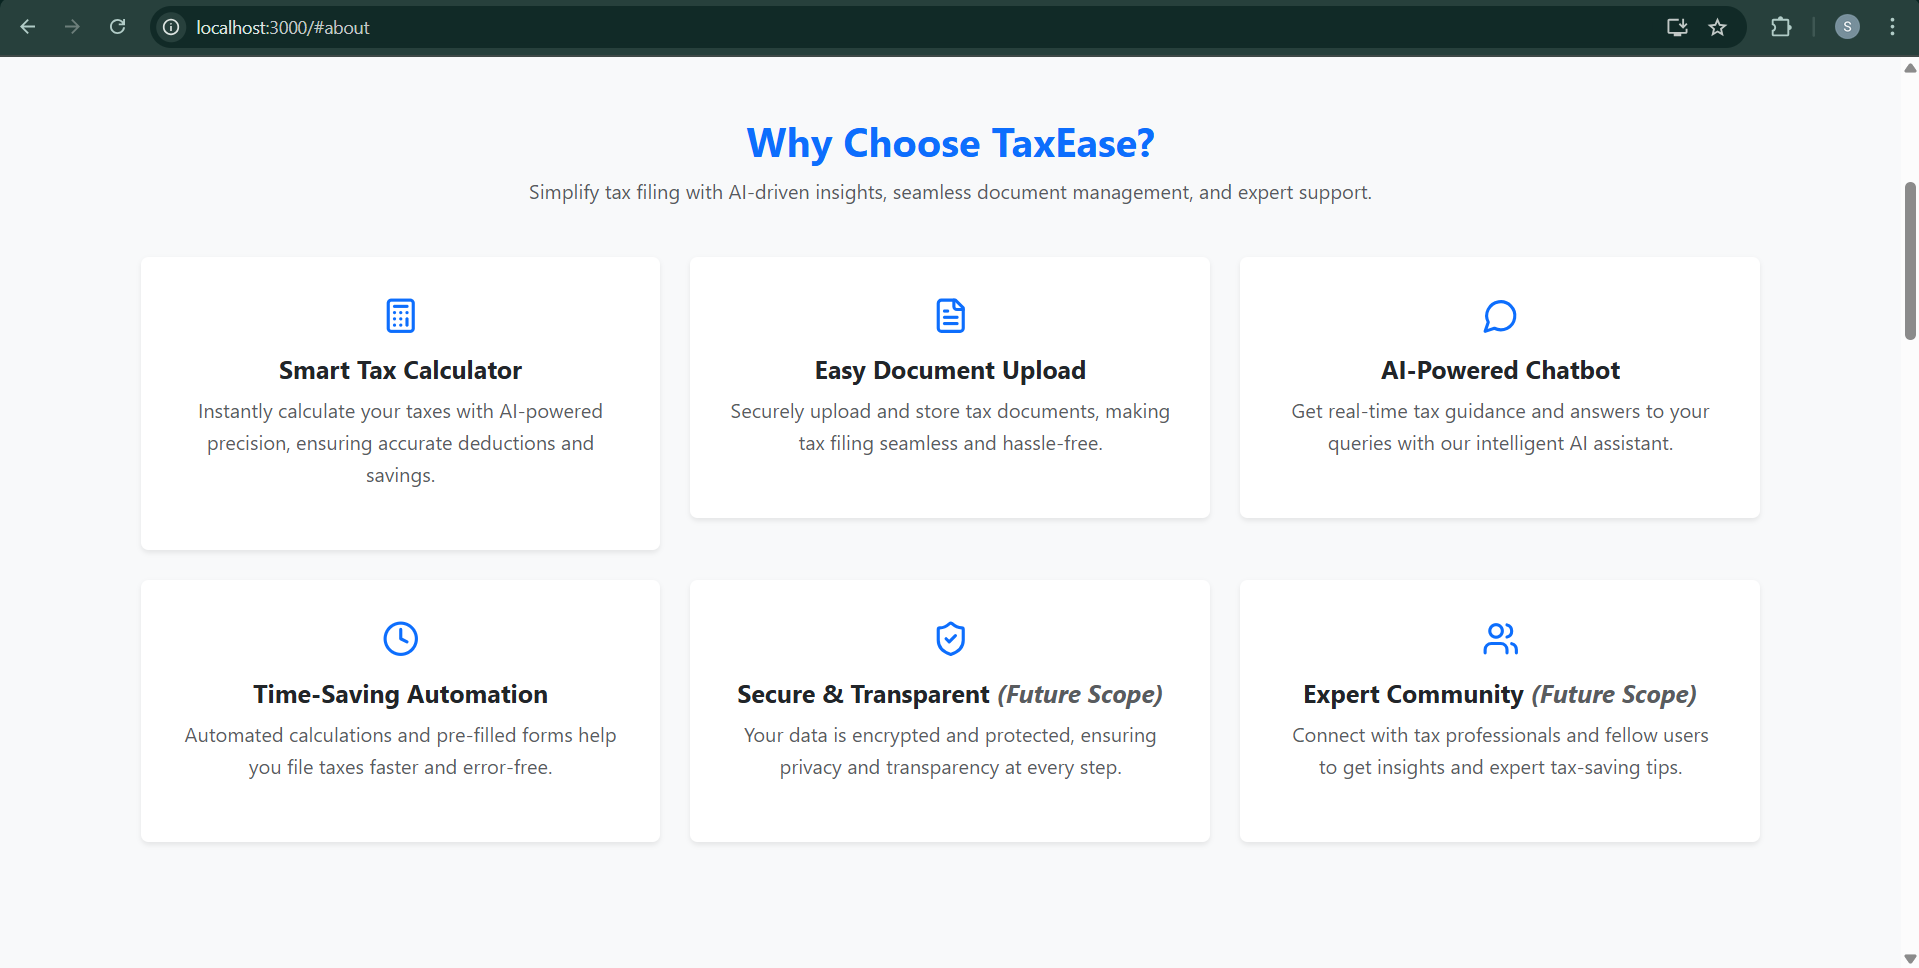 localhost:3000/#about
S
Why Choose TaxEase?
Simplify tax filing with AI-driven insights, seamless document management, and expert support.
Smart Tax Calculator
Instantly calculate your taxes with AI-powered
precision, ensuring accurate deductions and
savings.
Easy Document Upload
Securely upload and store tax documents, making
tax filing seamless and hassle-free.
AI-Powered Chatbot
Get real-time tax guidance and answers to your
queries with our intelligent AI assistant.
Time-Saving Automation
Automated calculations and pre-filled forms help
you file taxes faster and error-free.
Secure & Transparent (Future Scope)
Your data is encrypted and protected, ensuring
privacy and transparency at every step.
Expert Community (Future Scope)
Connect with tax professionals and fellow users
to get insights and expert tax-saving tips.